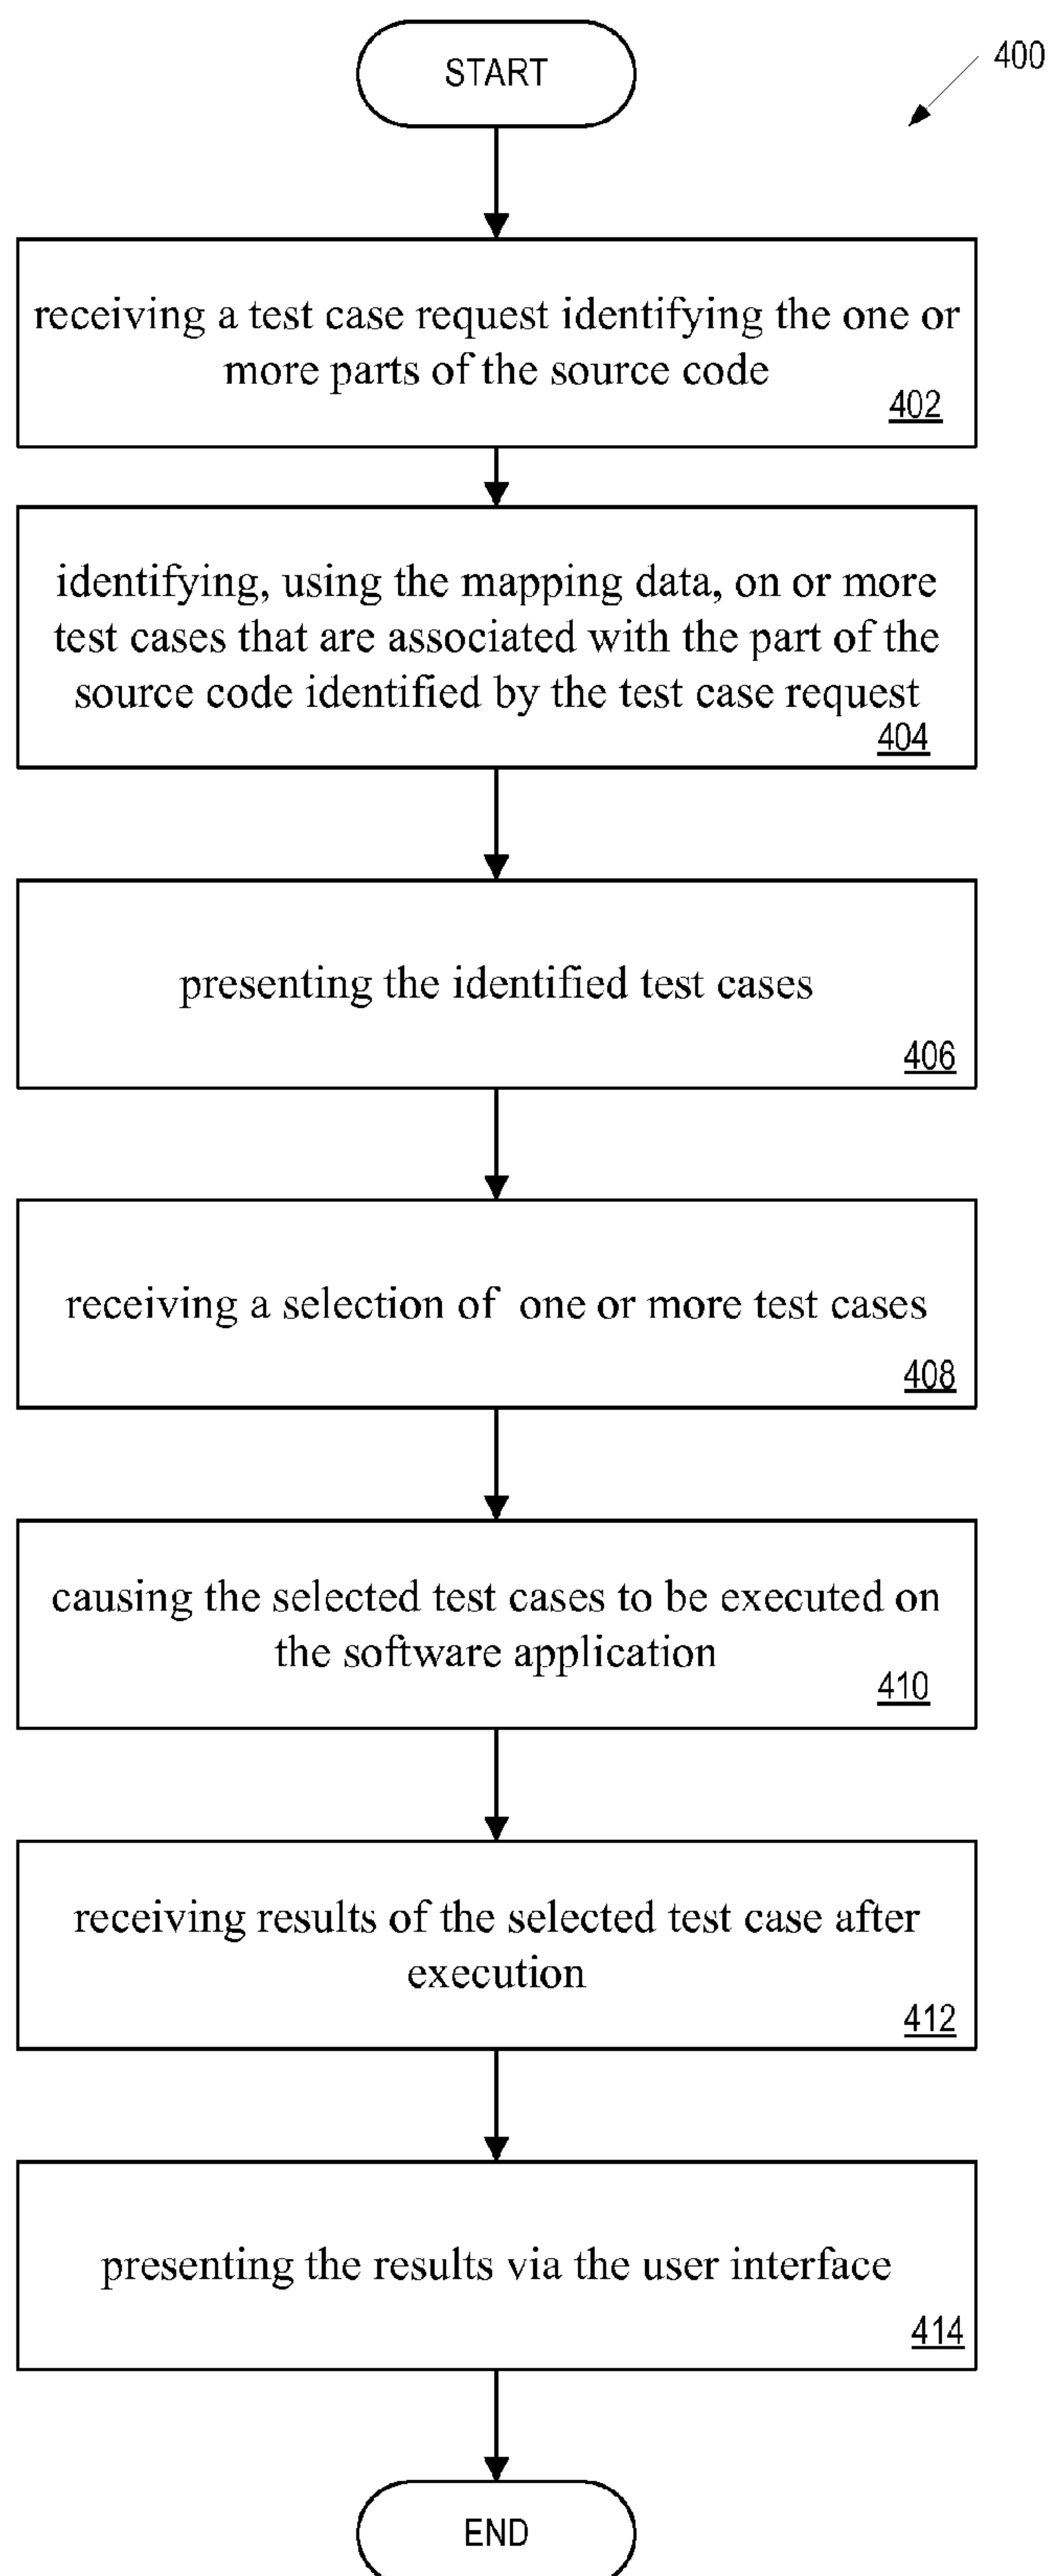 START
400
receiving a test case request identifying the one or
more parts of the source code
402
identifying, using the mapping data, on or more
test cases that are associated with the part of the
source code identified by the test case request
404
presenting the identified test cases
406
receiving a selection of one or more test cases
408
causing the selected test cases to be executed on
the software application
410
receiving results of the selected test case after
execution
412
presenting the results via the user interface
414
END